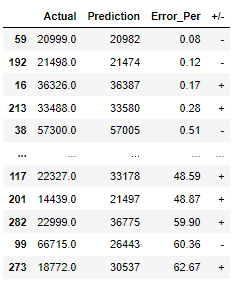 Actual Prediction Error_Per +/-
59 20999.0 20982 0.08 -
192 21498.0 21474 0.12 -
16 36326.0 36387 0.17 +
213 33488.0 33580 0.28 +
38 57300.0 57005 0.51 -
... ... ... ... ...
117 22327.0 33178 48.59 +
201 14439.0 21497 48.87 +
282 22999.0 36775 59.90 +
99 66715.0 26443 60.36 -
273 18772.0 30537 62.67 +